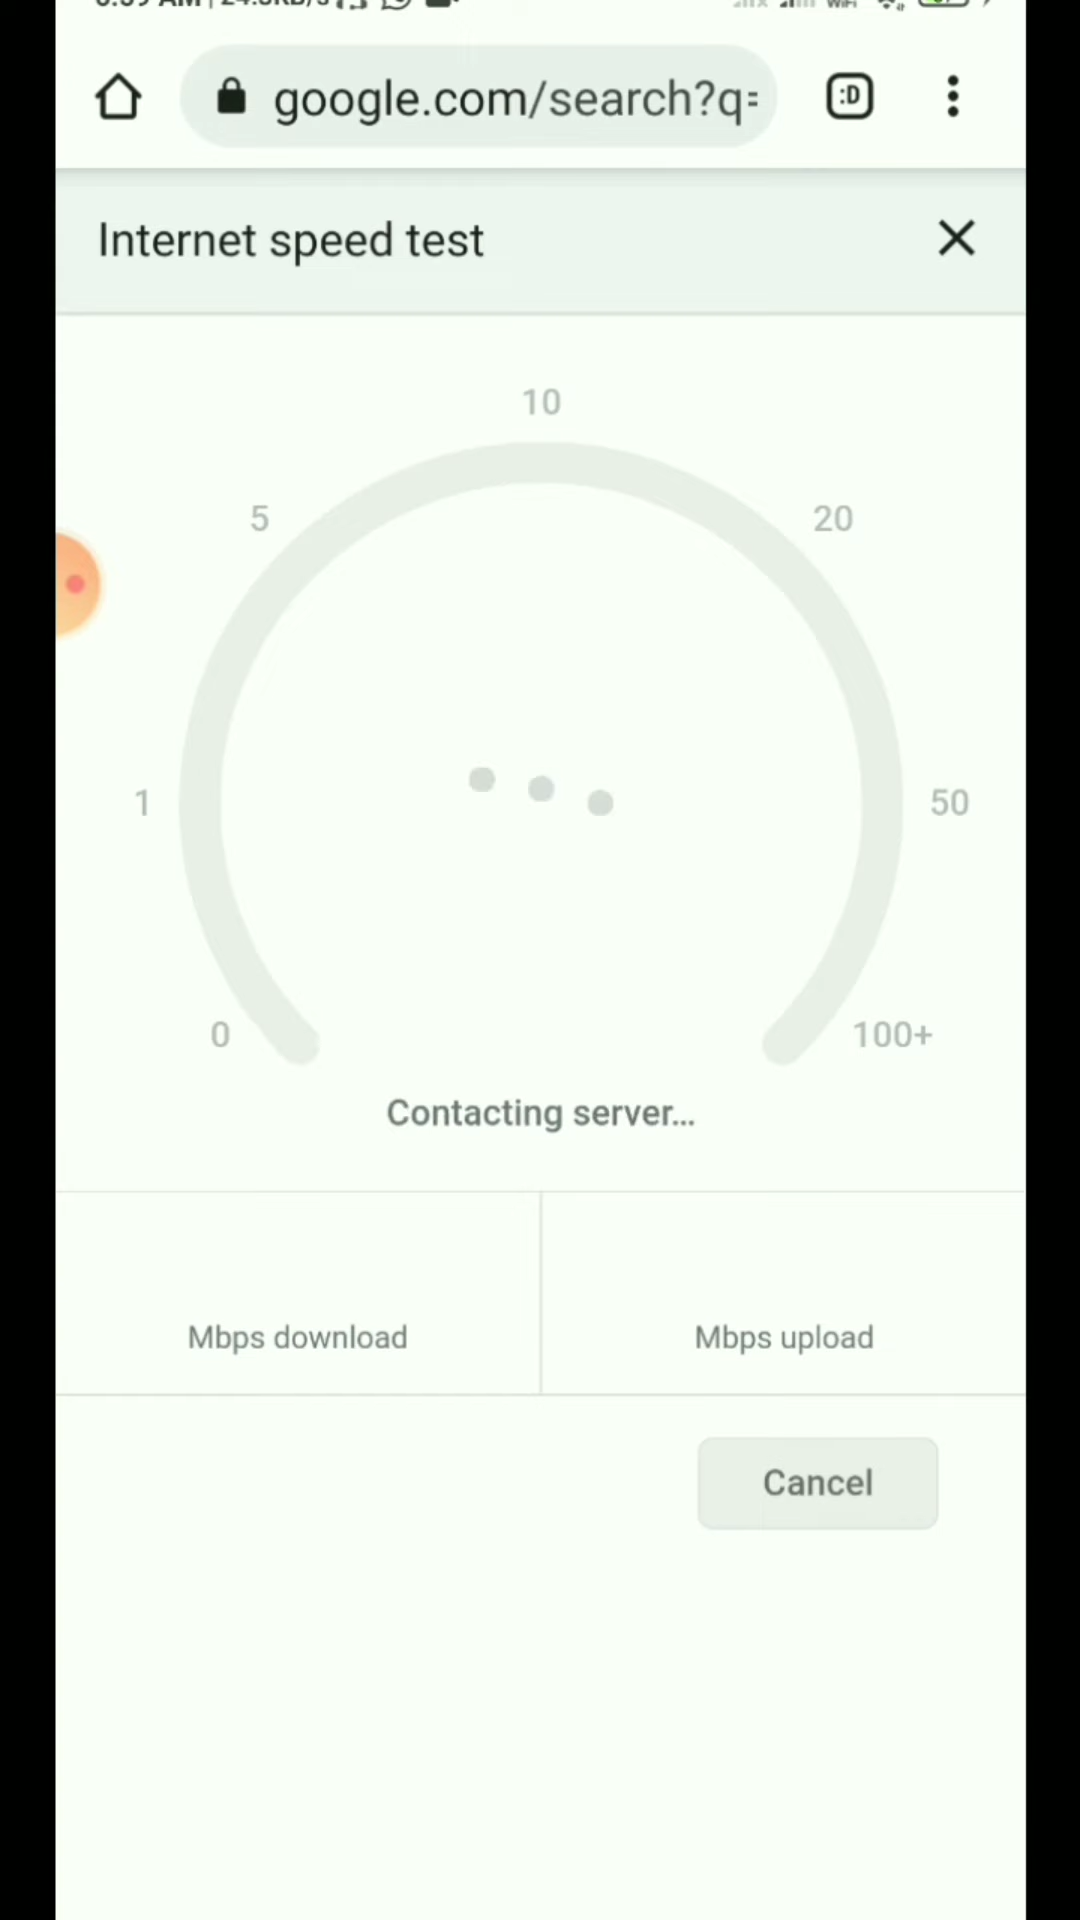 google.com/search?q=
:D
Internet speed test
10
5
20
1
50
0
100+
Contacting server...
Mbps download
Mbps upload
Cancel